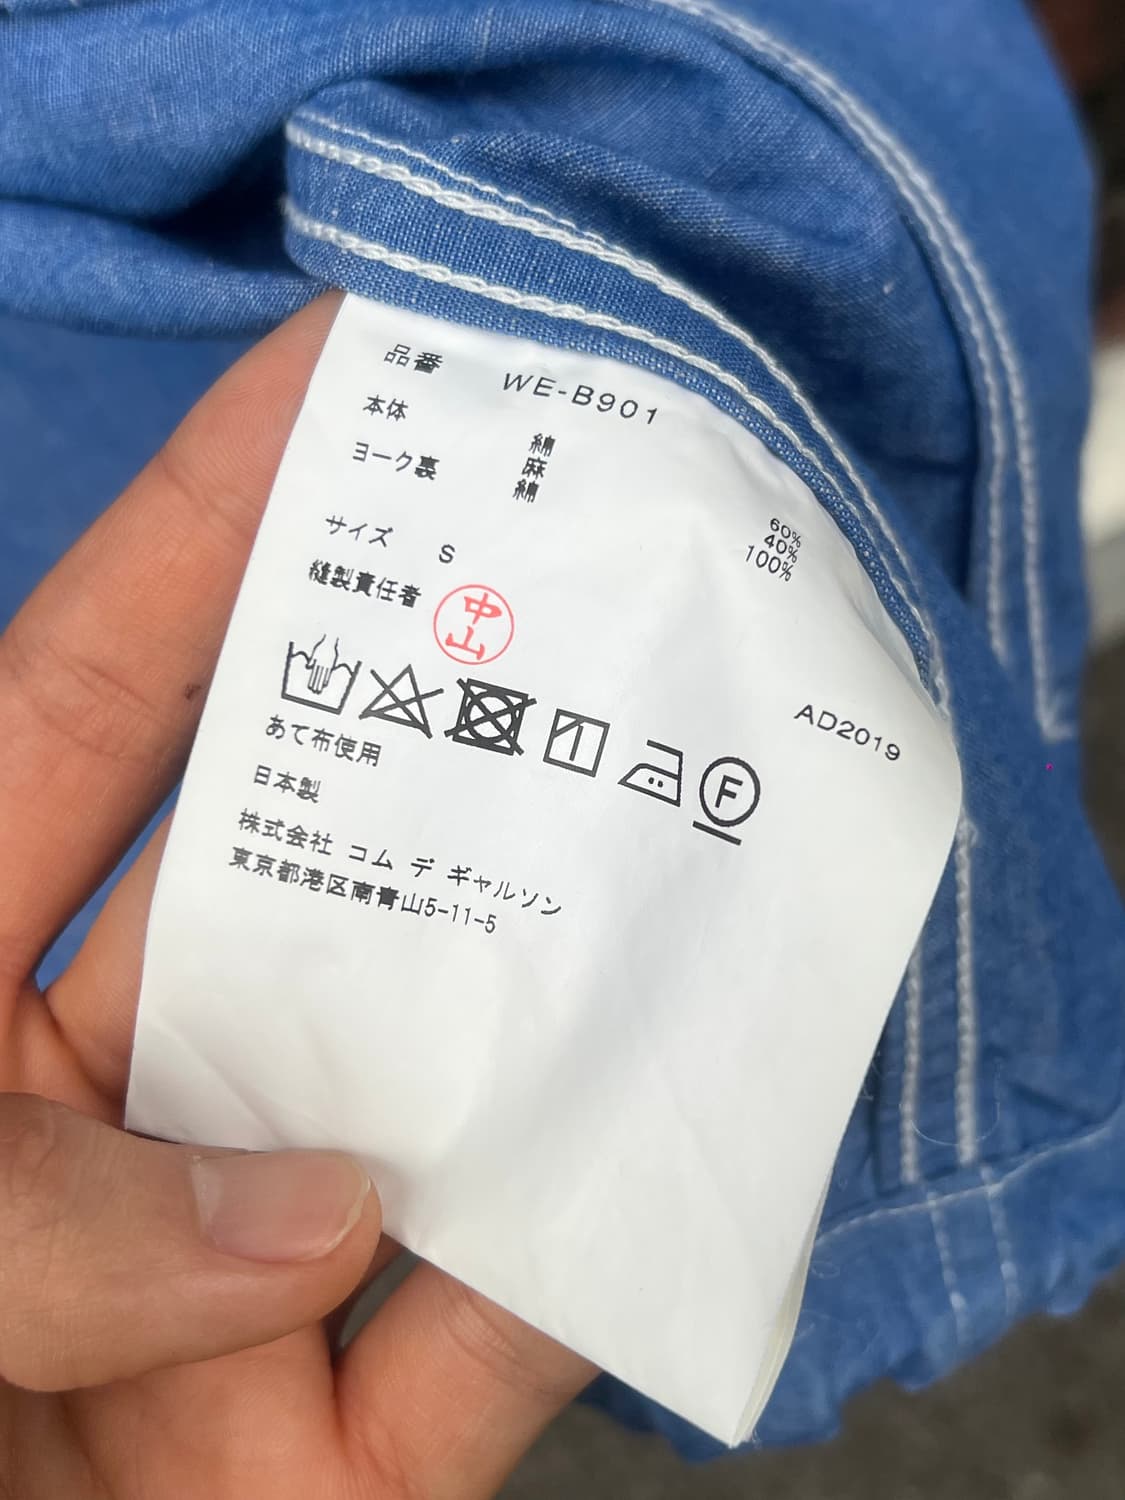 品番 WE-B901
本体 綿 60%
麻 40%
ヨーク裏 綿 100%
サイズ S
縫製責任者 中山
AD2019
F
あて布使用
日本製
株式会社 コム デ ギャルソン
東京都港区南青山5-11-5